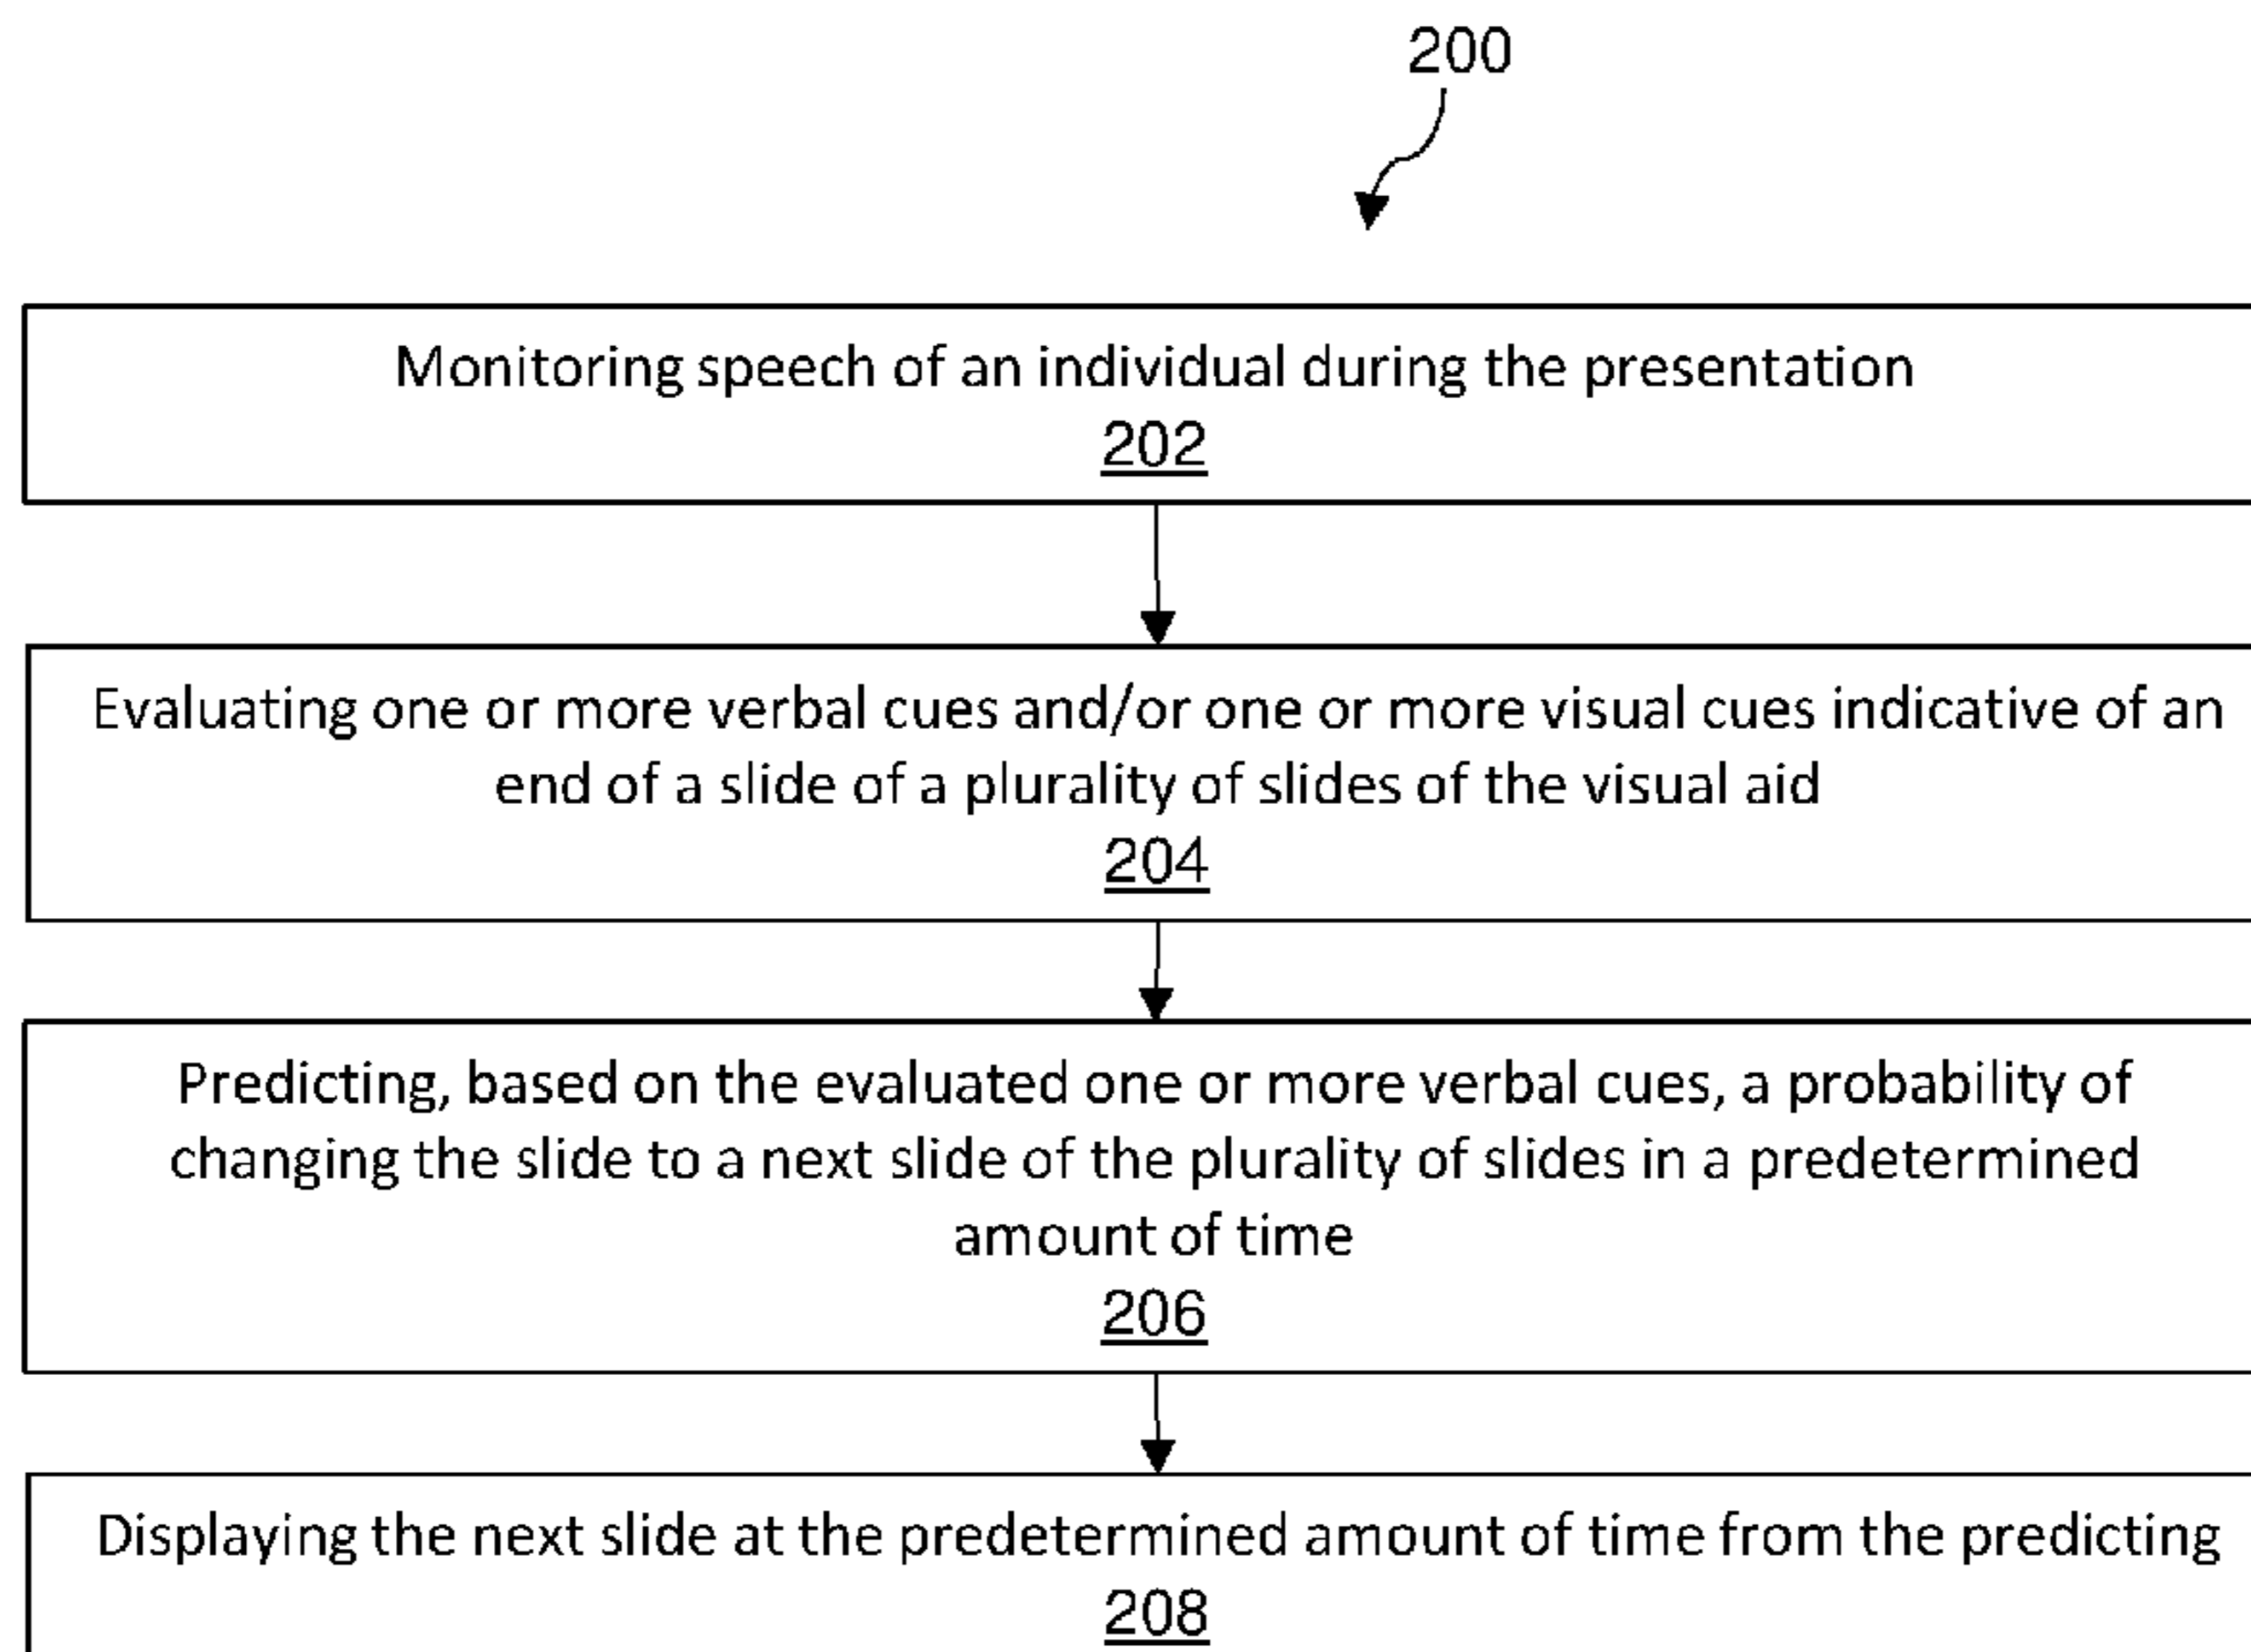 200
Monitoring speech of an individual during the presentation
202
Evaluating one or more verbal cues and/or one or more visual cues indicative of an
end of a slide of a plurality of slides of the visual aid
204
Predicting, based on the evaluated one or more verbal cues, a probability of
changing the slide to a next slide of the plurality of slides in a predetermined
amount of time
206
Displaying the next slide at the predetermined amount of time from the predicting
208